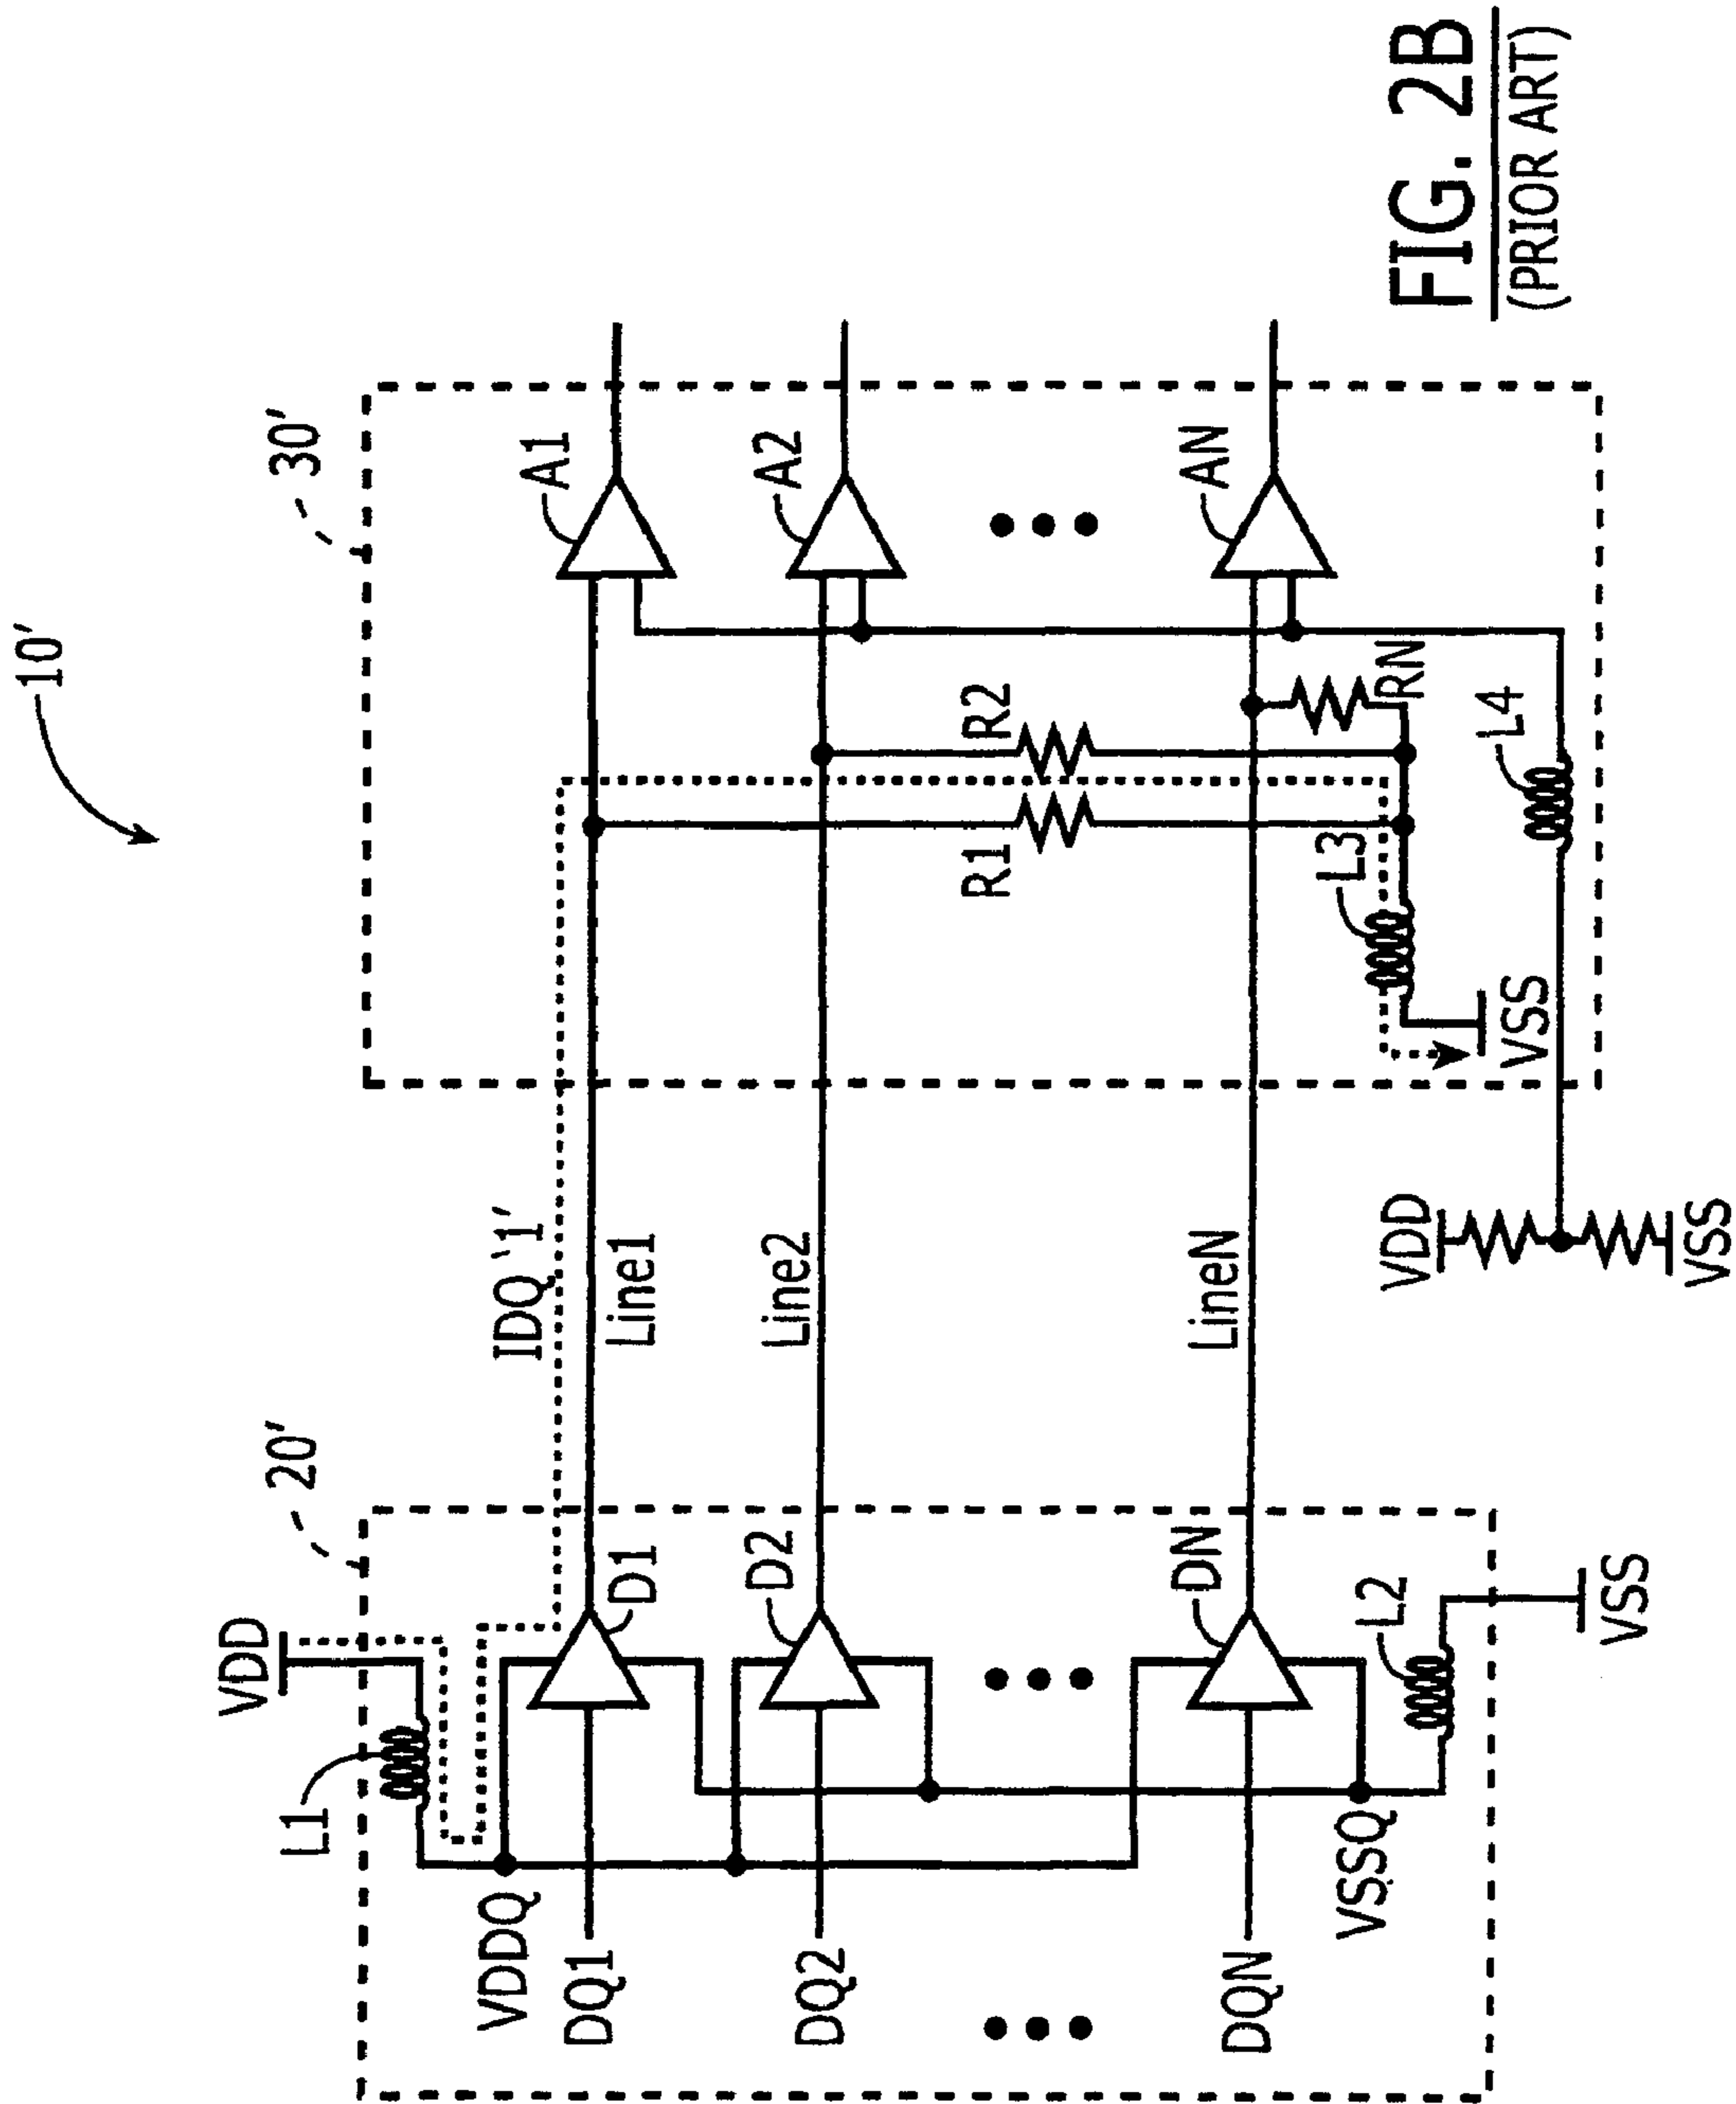 10'
20'
30'
VDD
L1
VDDQ
DQ1
D1
IDQ'1'
Line1
A1
DQ2
D2
Line2
A2
R1
R2
DQN
DN
LineN
AN
VSSQ
L2
VSS
L3
RN
VSS
L4
VDD
VSS
FIG. 2B
(PRIOR ART)